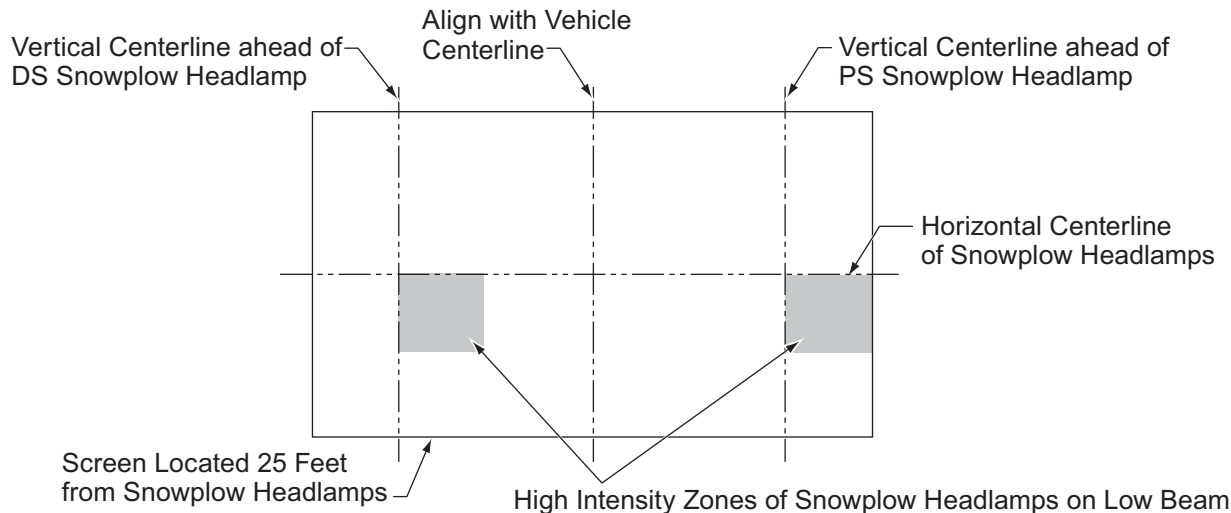 Vertical Centerline ahead of
DS Snowplow Headlamp
Align with Vehicle
Centerline
Vertical Centerline ahead of
PS Snowplow Headlamp
Horizontal Centerline
of Snowplow Headlamps
Screen Located 25 Feet
from Snowplow Headlamps
High Intensity Zones of Snowplow Headlamps on Low Beam